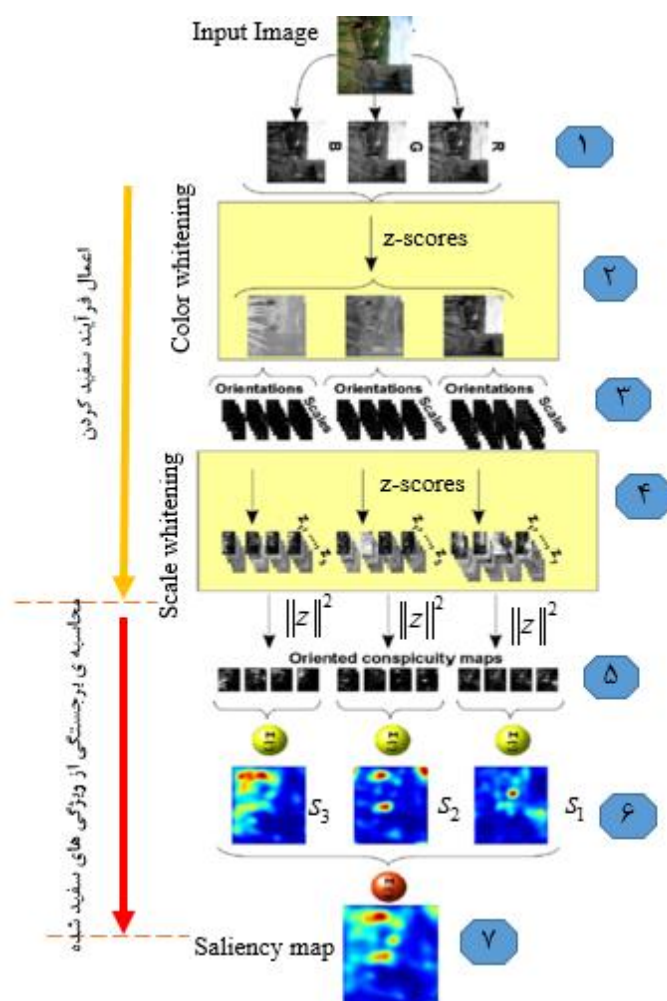 Input Image
B
G
R
۱
Color whitening
z-scores
۲
اعمال فرآیند سفید کردن
Orientations
Scales
Orientations
Scales
Orientations
Scales
۳
Scale whitening
z-scores
۴
‖z‖²
‖z‖²
‖z‖²
Oriented conspicuity maps
۵
محاسبه ی برجستگی از ویژگی های سفید شده
S₃
S₂
S₁
۶
Saliency map
۷